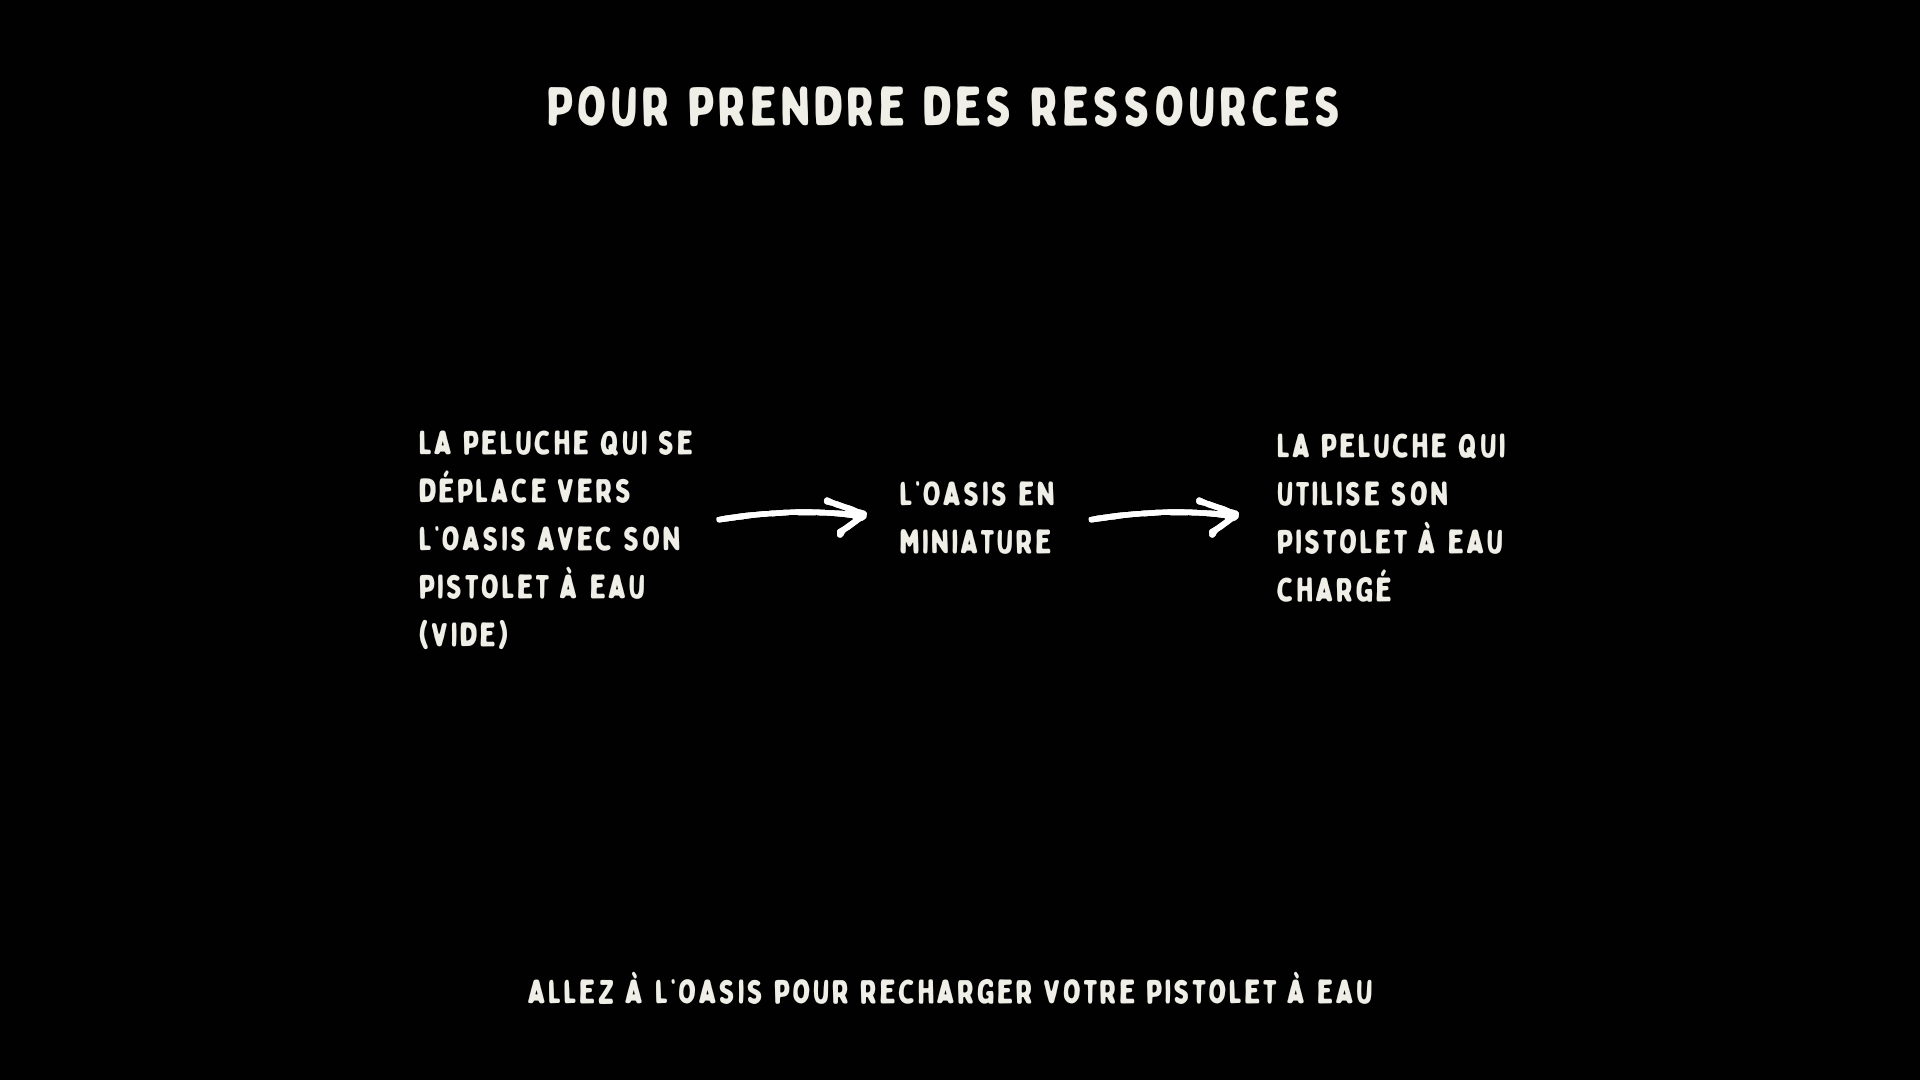 POUR PRENDRE DES RESSOURCES
LA PELUCHE QUI SE
DÉPLACE VERS
L'OASIS AVEC SON
PISTOLET À EAU
(VIDE)
L'OASIS EN
MINIATURE
LA PELUCHE QUI
UTILISE SON
PISTOLET À EAU
CHARGÉ
ALLEZ À L'OASIS POUR RECHARGER VOTRE PISTOLET À EAU